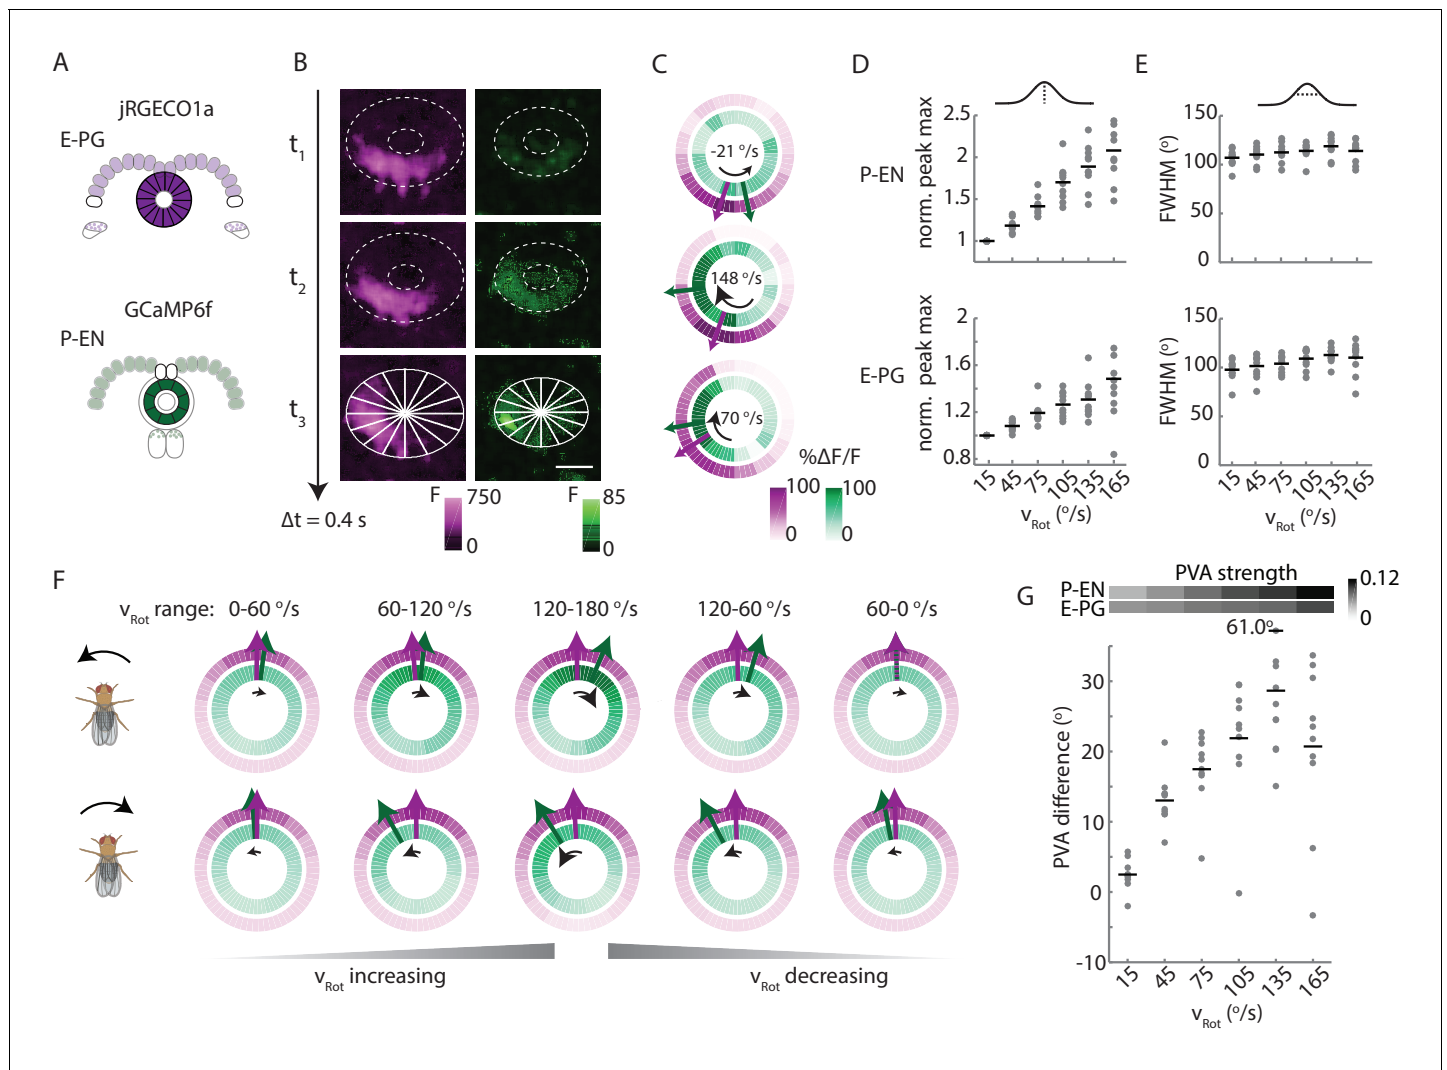 A
jRGECO1a
E-PG
GCaMP6f
P-EN
B
t1
t2
t3
Δt = 0.4 s
F
750
0
F
85
0
C
-21 °/s
148 °/s
70 °/s
%ΔF/F
100
100
0
0
D
P-EN
norm. peak max
2.5
2
1.5
1
E-PG
norm. peak max
2
1.6
1.2
0.8
15
45
75
105
135
165
vRot (°/s)
E
FWHM (°)
150
100
50
0
FWHM (°)
150
100
50
0
15
45
75
105
135
165
vRot (°/s)
F
vRot range: 0-60 °/s 60-120 °/s 120-180 °/s 120-60 °/s 60-0 °/s
vRot increasing
vRot decreasing
G
PVA strength
P-EN
E-PG
0.12
0
61.0°
PVA difference (°)
30
20
10
0
-10
15
45
75
105
135
165
vRot (°/s)